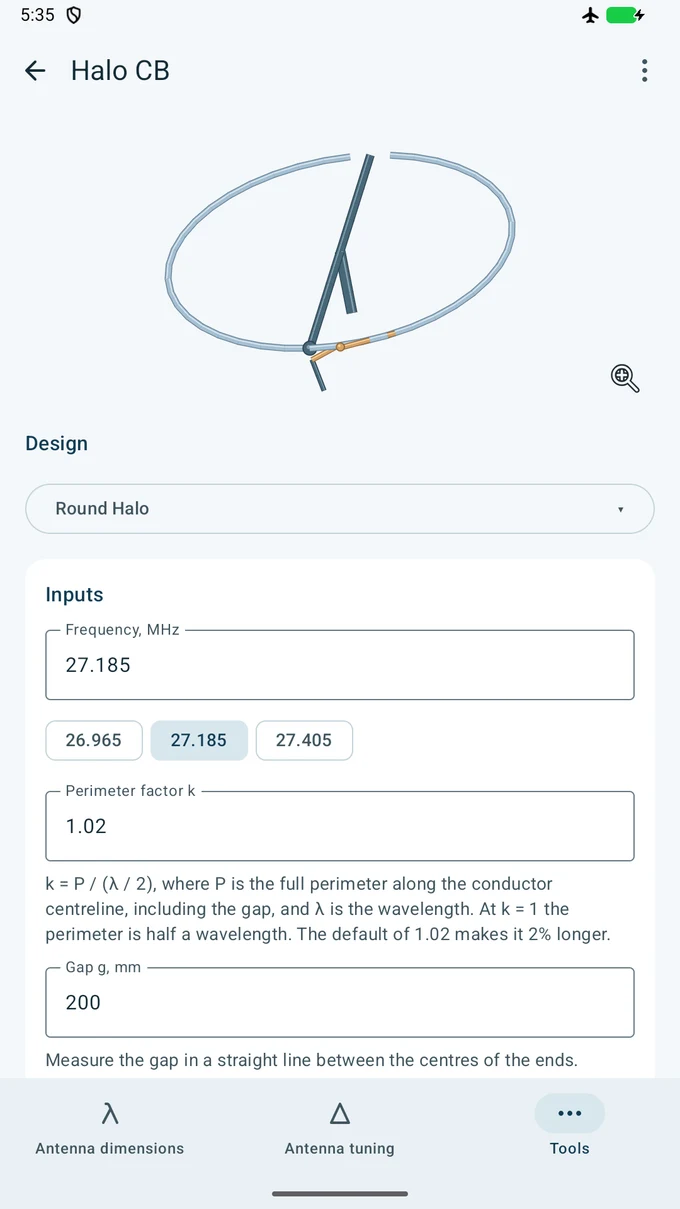 5:35
Halo CB
Design
Round Halo
Inputs
Frequency, MHz
27.185
26.965 27.185 27.405
Perimeter factor k
1.02
k = P / (λ / 2), where P is the full perimeter along the conductor
centreline, including the gap, and λ is the wavelength. At k = 1 the
perimeter is half a wavelength. The default of 1.02 makes it 2% longer.
Gap g, mm
200
Measure the gap in a straight line between the centres of the ends.
λ
Antenna dimensions Antenna tuning Tools